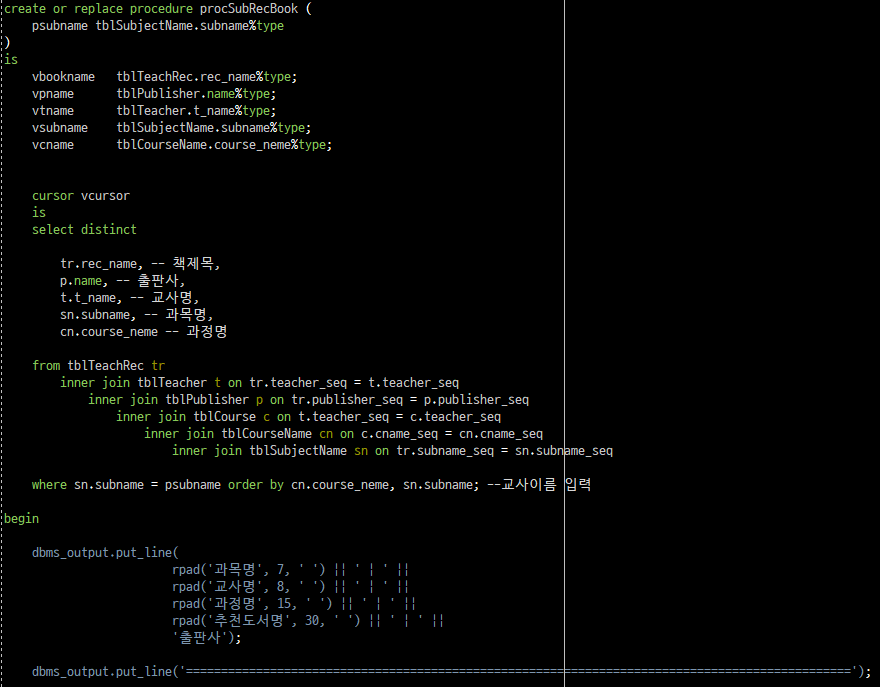 create or replace procedure procSubRecBook (
    psubname tblSubjectName.subname%type
)
is
    vbookname   tblTeachRec.rec_name%type;
    vpname      tblPublisher.name%type;
    vtname      tblTeacher.t_name%type;
    vsubname    tblSubjectName.subname%type;
    vcname      tblCourseName.course_neme%type;
    cursor vcursor
    is
    select distinct
        tr.rec_name, -- 책제목,
        p.name, -- 출판사,
        t.t_name, -- 교사명,
        sn.subname, -- 과목명,
        cn.course_neme -- 과정명
    from tblTeachRec tr
        inner join tblTeacher t on tr.teacher_seq = t.teacher_seq
            inner join tblPublisher p on tr.publisher_seq = p.publisher_seq
                inner join tblCourse c on t.teacher_seq = c.teacher_seq
                    inner join tblCourseName cn on c.cname_seq = cn.cname_seq
                        inner join tblSubjectName sn on tr.subname_seq = sn.subname_seq
    where sn.subname = psubname order by cn.course_neme, sn.subname; --교사이름 입력
begin
    dbms_output.put_line(
                        rpad('과목명', 7, ' ') || ' | ' ||
                        rpad('교사명', 8, ' ') || ' | ' ||
                        rpad('과정명', 15, ' ') || ' | ' ||
                        rpad('추천도서명', 30, ' ') || ' | ' ||
                        '출판사');
    dbms_output.put_line('===============================================================================================');